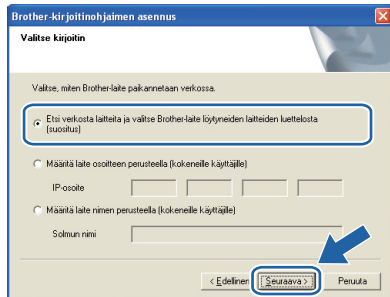 Brother-kirjoitinohjaimen asennus
Valitse kirjoitin
Valitse, miten Brother-laite paikannetaan verkossa.
Etsi verkosta laitteita ja valitse Brother-laite löytyneiden laitteiden luettelosta
(suositus)
Määritä laite osoitteen perusteella (kokeneille käyttäjille)
IP-osoite
Määritä laite nimen perusteella (kokeneille käyttäjille)
Solmun nimi
< Edellinen Seuraava > Peruuta